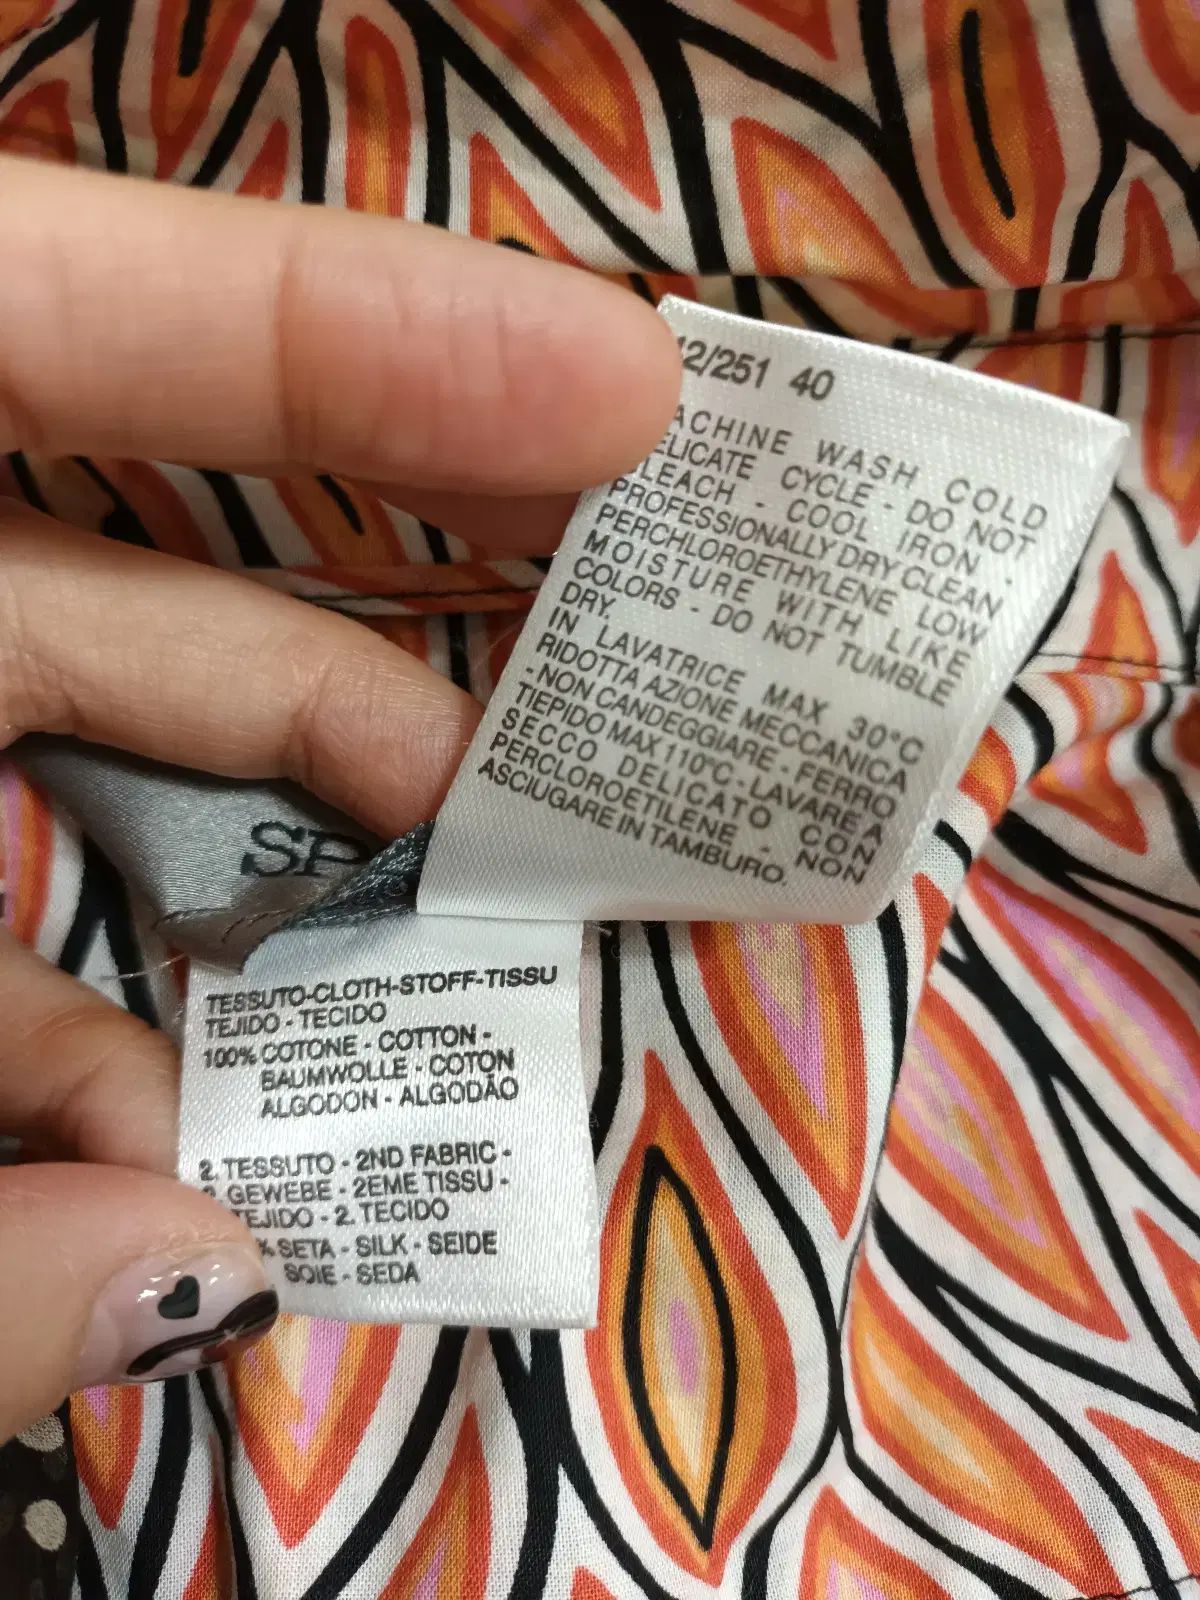 12/251 40
ACHINE WASH COLD
ELICATE CYCLE - DO NOT
BLEACH - COOL IRON -
PROFESSIONALLY DRY CLEAN
PERCHLOROETHYLENE LOW
MOISTURE WITH LIKE
COLORS - DO NOT TUMBLE
DRY.
IN LAVATRICE MAX 30°C
RIDOTTA AZIONE MECCANICA
- NON CANDEGGIARE - FERRO
TIEPIDO MAX 110°C - LAVARE A
SECCO DELICATO CON
PERCLOROETILENE - NON
ASCIUGARE IN TAMBURO.
SP
TESSUTO-CLOTH-STOFF-TISSU
TEJIDO - TECIDO
100% COTONE - COTTON -
BAUMWOLLE - COTON
ALGODON - ALGODÃO
2. TESSUTO - 2ND FABRIC -
2. GEWEBE - 2EME TISSU -
TEJIDO - 2. TECIDO
% SETA - SILK - SEIDE
SOIE - SEDA